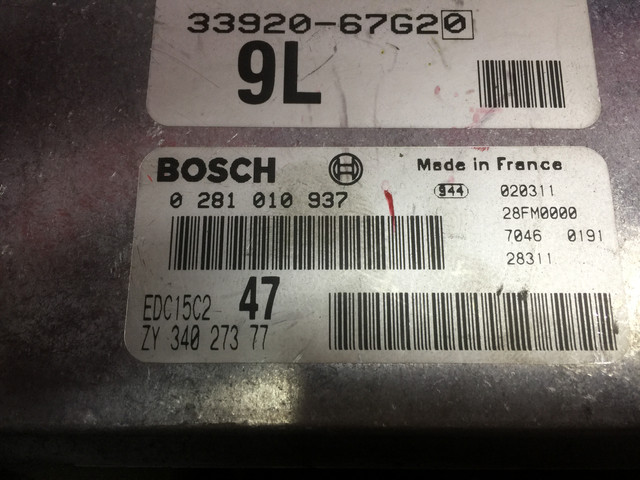 33920-67G20
9L
BOSCH Made in France
0 281 010 937 944 020311
28FM0000
7046 0191
28311
EDC15C2 47
ZY 340 273 77